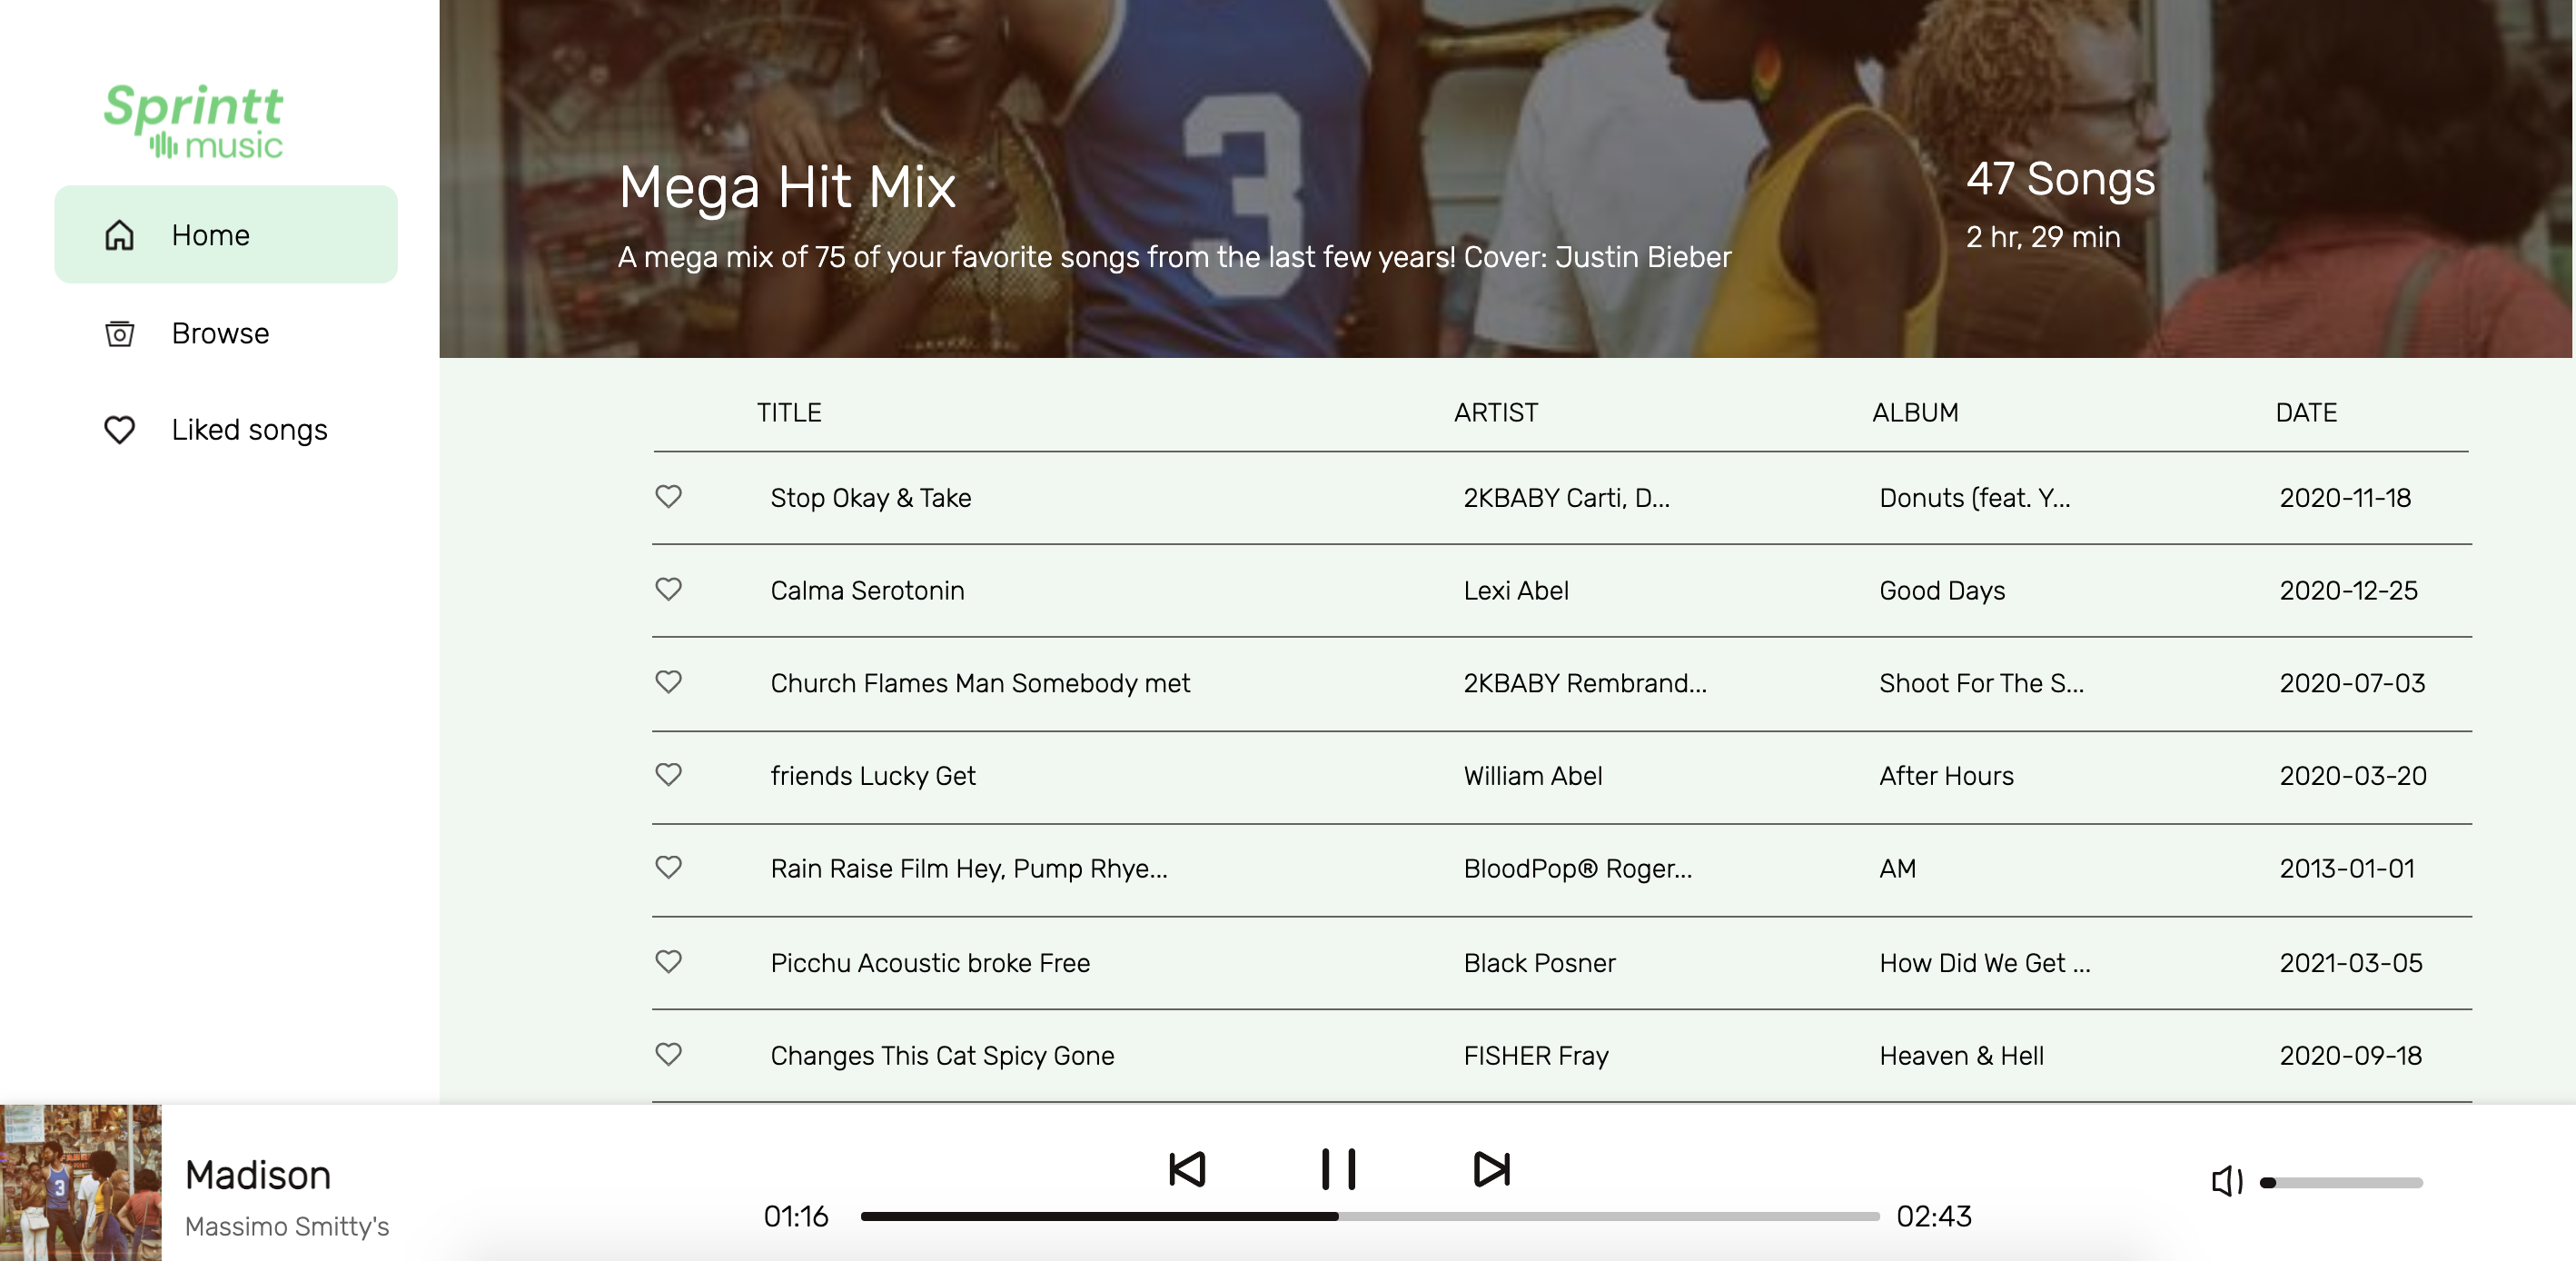 Sprintt
music
Home
Browse
Liked songs
Mega Hit Mix
A mega mix of 75 of your favorite songs from the last few years! Cover: Justin Bieber
47 Songs
2 hr, 29 min
3
TITLE ARTIST ALBUM DATE
Stop Okay & Take 2KBABY Carti, D... Donuts (feat. Y... 2020-11-18
Calma Serotonin Lexi Abel Good Days 2020-12-25
Church Flames Man Somebody met 2KBABY Rembrand... Shoot For The S... 2020-07-03
friends Lucky Get William Abel After Hours 2020-03-20
Rain Raise Film Hey, Pump Rhye... BloodPop® Roger... AM 2013-01-01
Picchu Acoustic broke Free Black Posner How Did We Get ... 2021-03-05
Changes This Cat Spicy Gone FISHER Fray Heaven & Hell 2020-09-18
3
Madison
Massimo Smitty's
01:16 02:43